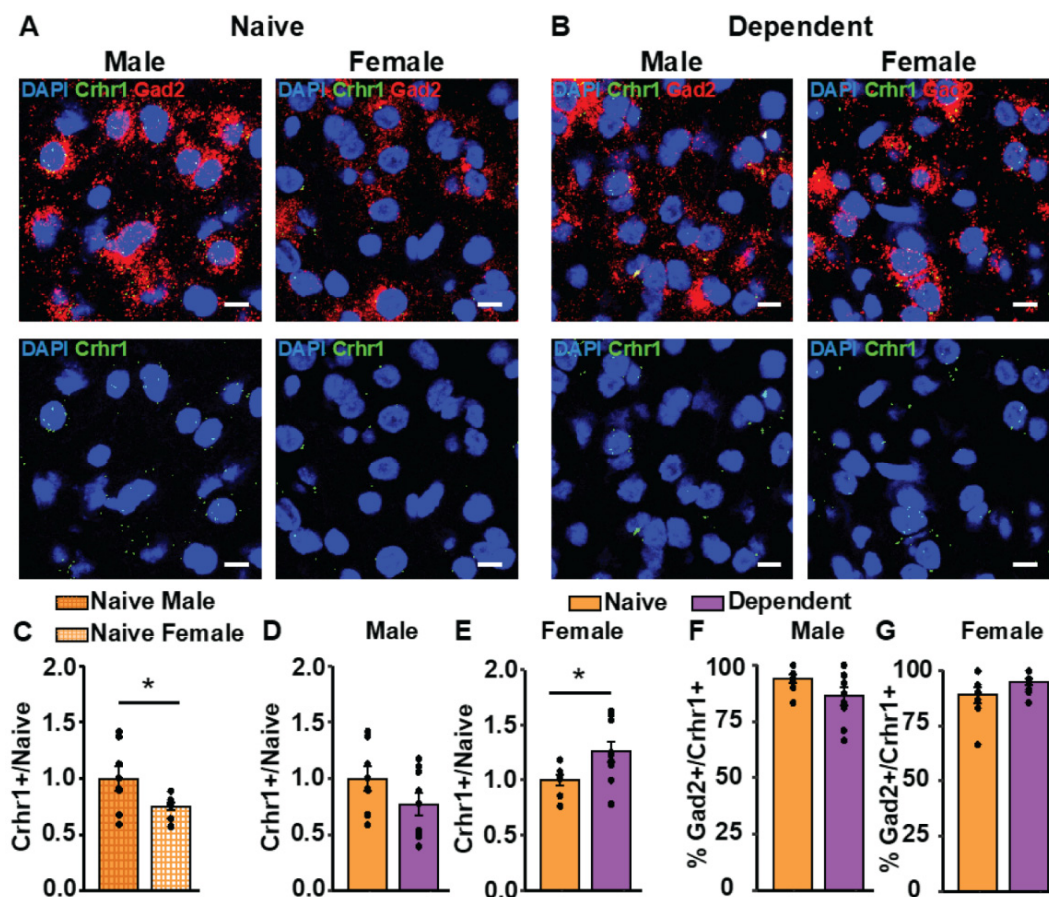 A Naive B Dependent
Male Female Male Female
DAPI Crhr1 Gad2 DAPI Crhr1 Gad2 DAPI Crhr1 Gad2 DAPI Crhr1 Gad2
DAPI Crhr1 DAPI Crhr1 DAPI Crhr1 DAPI Crhr1
Naive Male
Naive Female
Naive Dependent
C D Male E Female F Male G Female
Crhr1+/Naive
2.0
1.5
1.0
0.5
0.0
*
Crhr1+/Naive
2.0
1.5
1.0
0.5
0.0
Crhr1+/Naive
2.0
1.5
1.0
0.5
0.0
*
% Gad2+/Crhr1+
100
75
50
25
0
% Gad2+/Crhr1+
100
75
50
25
0